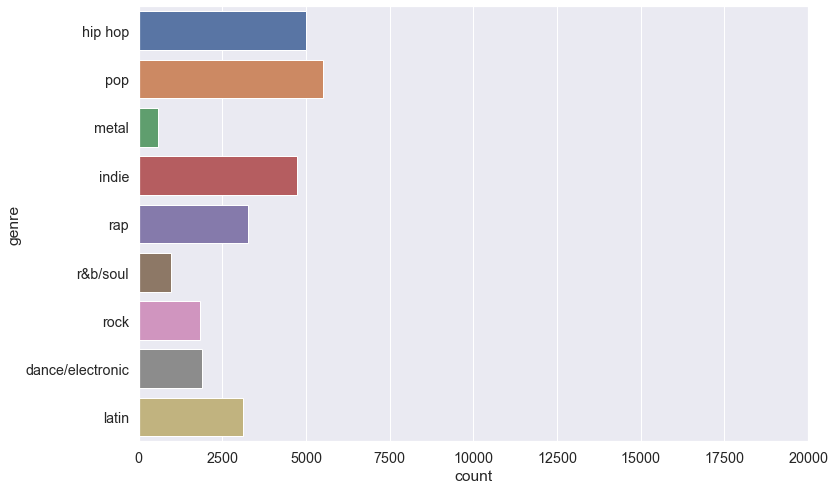 hip hop
pop
metal
indie
rap
r&b/soul
rock
dance/electronic
latin
genre
0 2500 5000 7500 10000 12500 15000 17500 20000
count